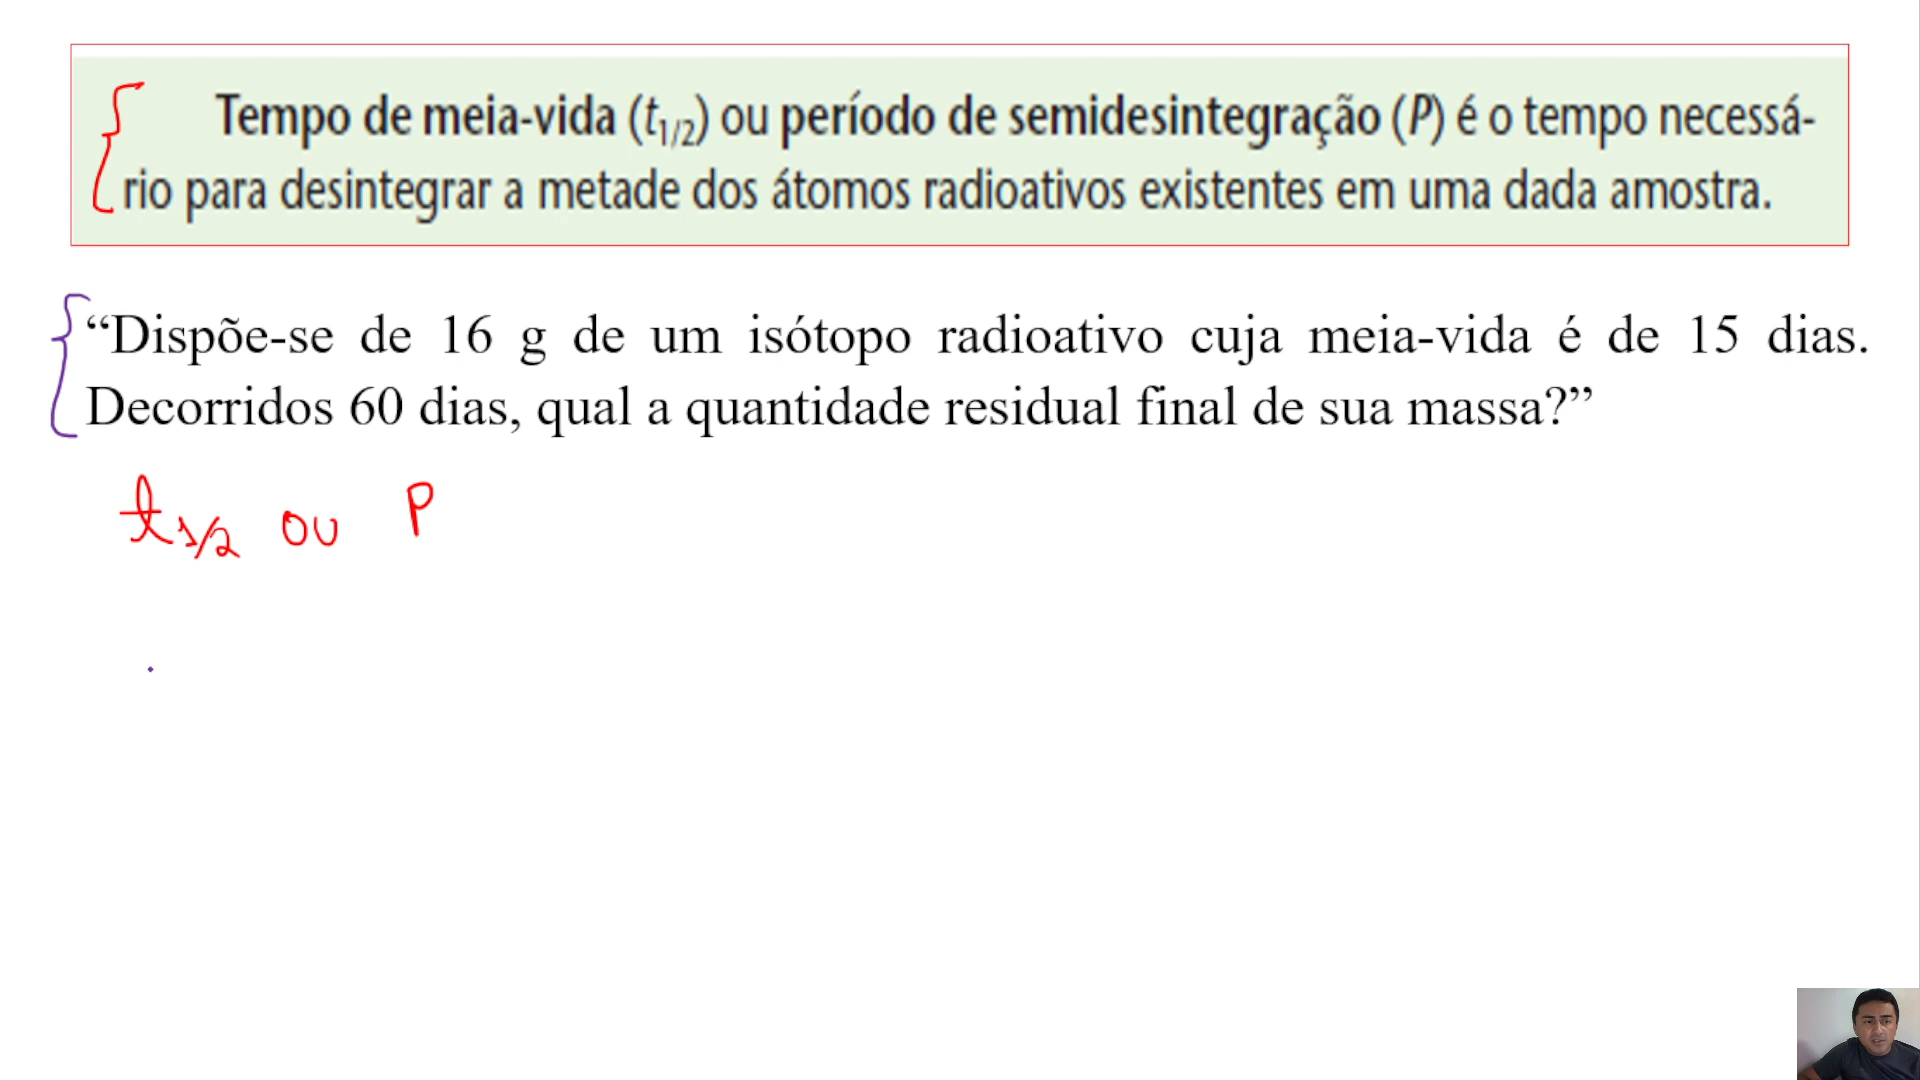 Tempo de meia-vida (t1/2) ou período de semidesintegração (P) é o tempo necessá-
rio para desintegrar a metade dos átomos radioativos existentes em uma dada amostra.
“Dispõe-se de 16 g de um isótopo radioativo cuja meia-vida é de 15 dias.
Decorridos 60 dias, qual a quantidade residual final de sua massa?”
t1/2 ou P